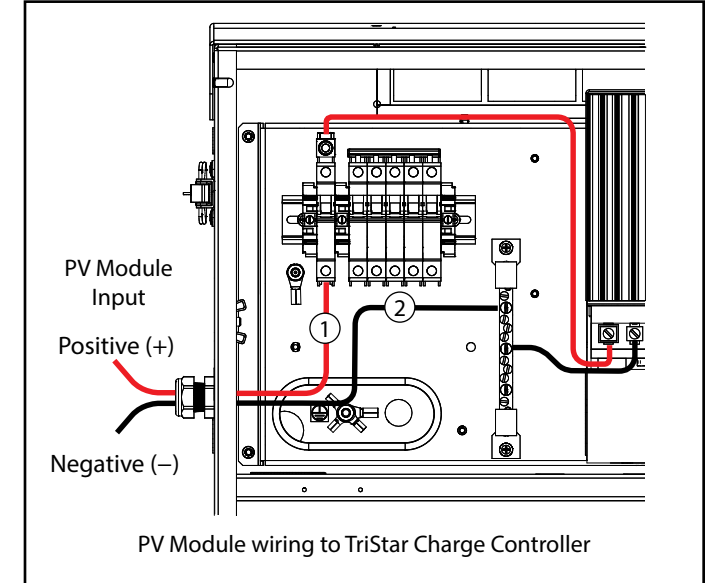 PV Module
Input
Positive (+)
Negative (−)
1
2
PV Module wiring to TriStar Charge Controller